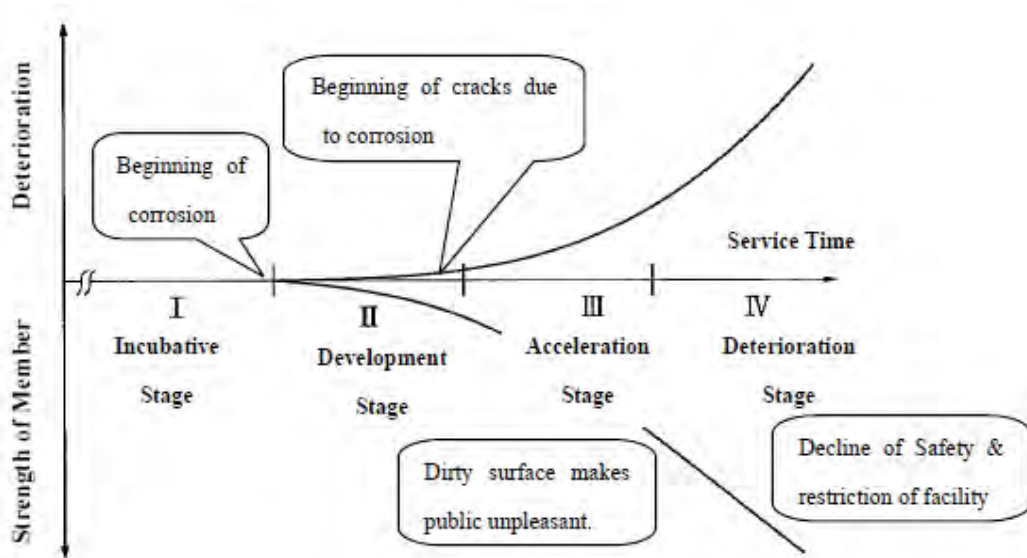 Deterioration
Beginning of cracks due
to corrosion
Beginning of
corrosion
Service Time
Strength of Member
I
Incubative
Stage
II
Development
Stage
III
Acceleration
Stage
IV
Deterioration
Stage
Dirty surface makes
public unpleasant.
Decline of Safety &
restriction of facility